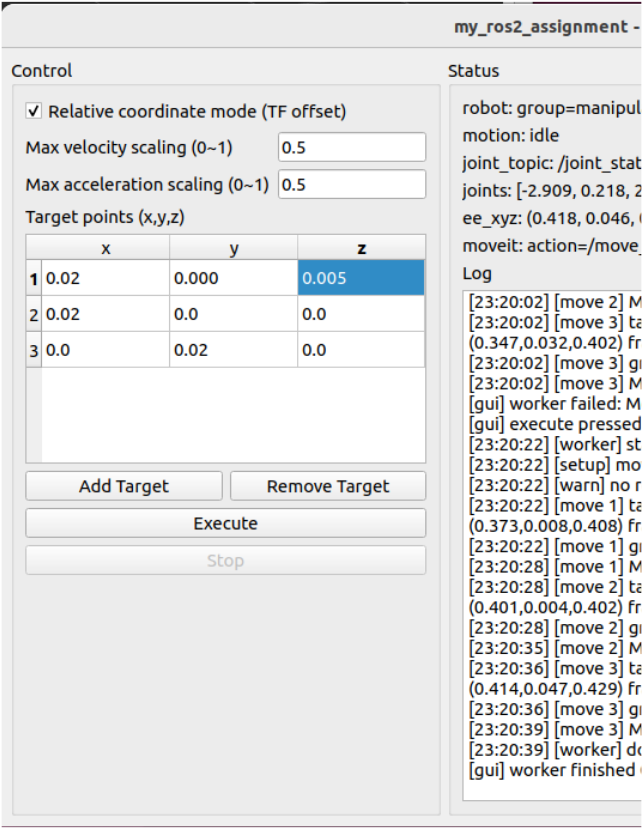 my_ros2_assignment -
Control
Relative coordinate mode (TF offset)
Max velocity scaling (0~1) 0.5
Max acceleration scaling (0~1) 0.5
Target points (x,y,z)
x y z
1 0.02 0.000 0.005
2 0.02 0.0 0.0
3 0.0 0.02 0.0
Add Target Remove Target
Execute
Stop
Status
robot: group=manipul
motion: idle
joint_topic: /joint_stat
joints: [-2.909, 0.218, 2
ee_xyz: (0.418, 0.046,
moveit: action=/move_
Log
[23:20:02] [move 2] M
[23:20:02] [move 3] ta
(0.347,0.032,0.402) fr
[23:20:02] [move 3] g
[23:20:02] [move 3] M
[gui] worker failed: M
[gui] execute pressed
[23:20:22] [worker] st
[23:20:22] [setup] mo
[23:20:22] [warn] no r
[23:20:22] [move 1] ta
(0.373,0.008,0.408) fr
[23:20:22] [move 1] g
[23:20:28] [move 1] M
[23:20:28] [move 2] ta
(0.401,0.004,0.402) fr
[23:20:28] [move 2] g
[23:20:35] [move 2] M
[23:20:36] [move 3] ta
(0.414,0.047,0.429) fr
[23:20:36] [move 3] g
[23:20:39] [move 3] M
[23:20:39] [worker] do
[gui] worker finished